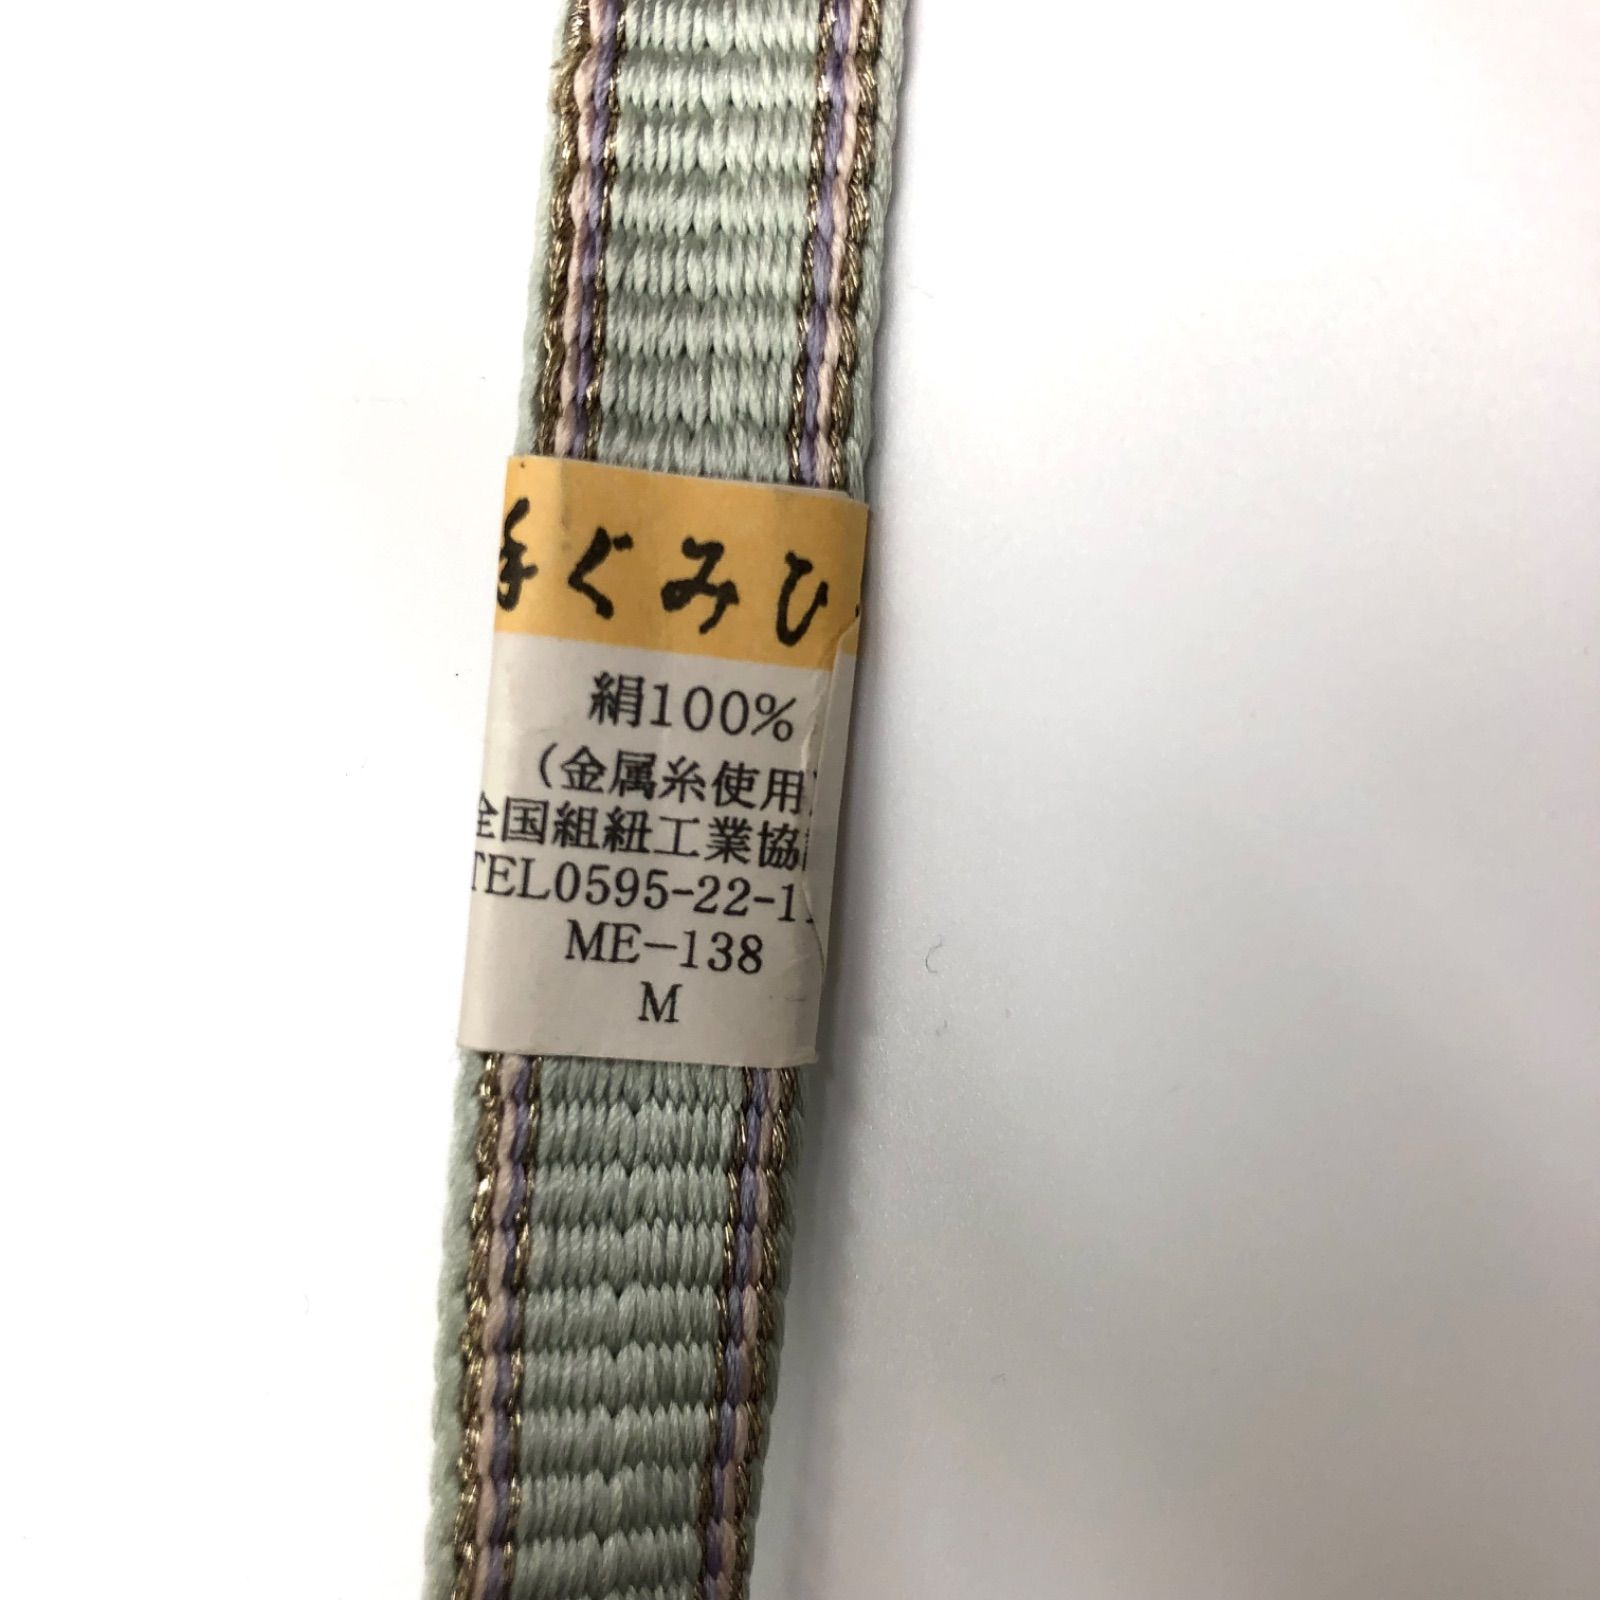 手ぐみひ
絹100%
(金属糸使用)
全国組紐工業協
TEL0595-22-1
ME-138
M